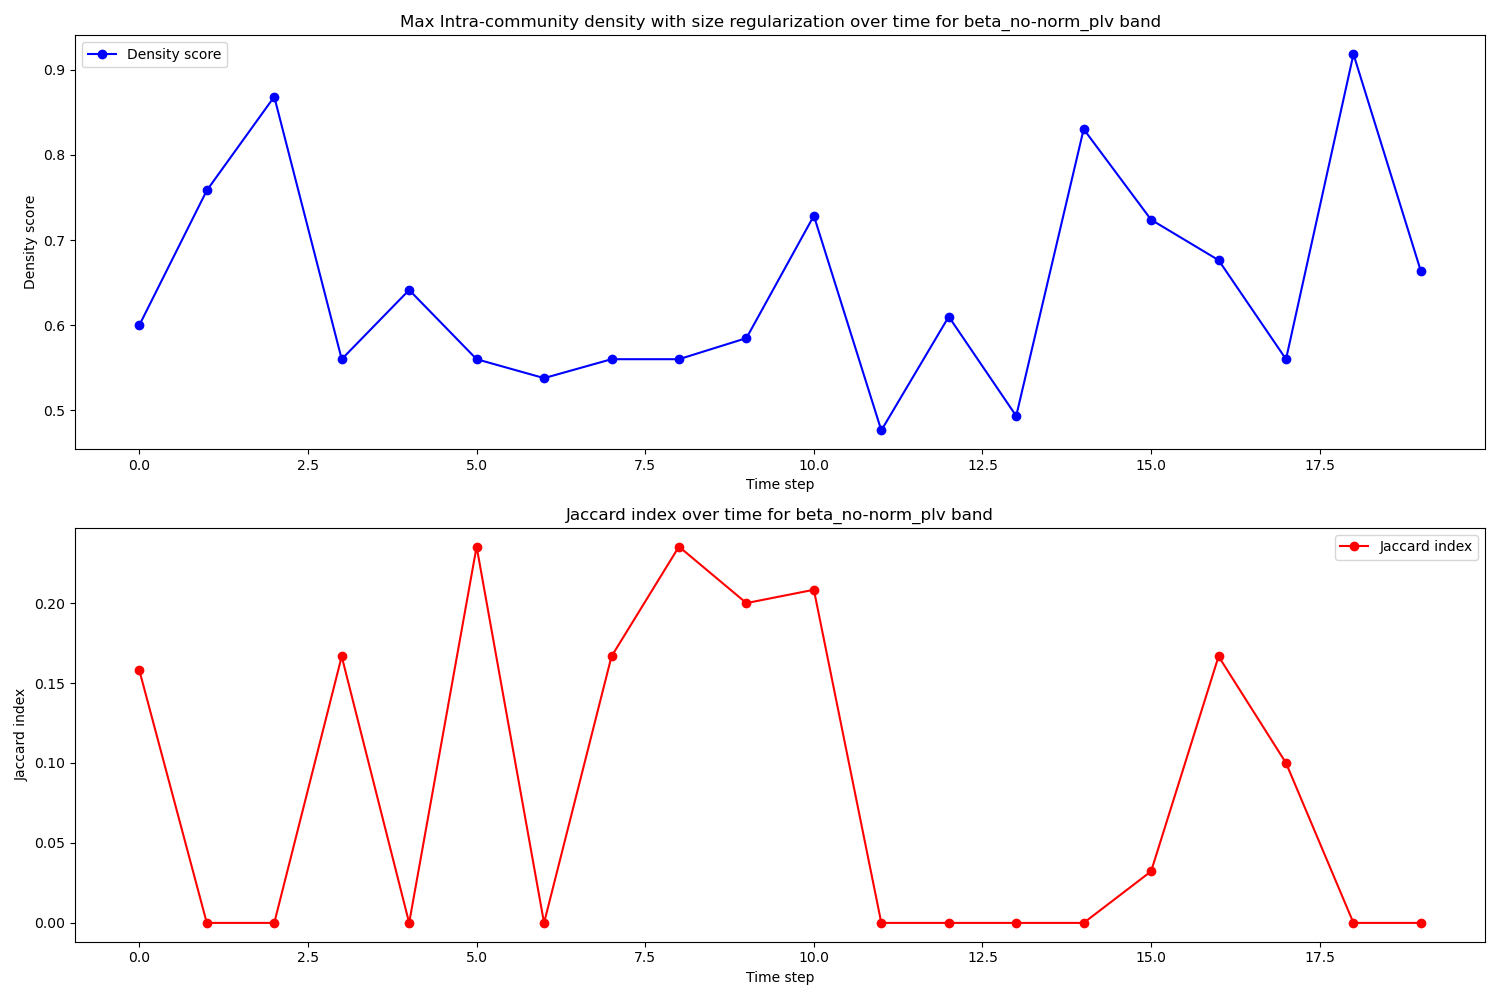 Max Intra-community density with size regularization over time for beta_no-norm_plv band
Density score
0.9
0.8
0.7
0.6
0.5
Density score
0.0 2.5 5.0 7.5 10.0 12.5 15.0 17.5
Time step
Jaccard index over time for beta_no-norm_plv band
Jaccard index
0.20
0.15
0.10
0.05
0.00
Jaccard index
0.0 2.5 5.0 7.5 10.0 12.5 15.0 17.5
Time step